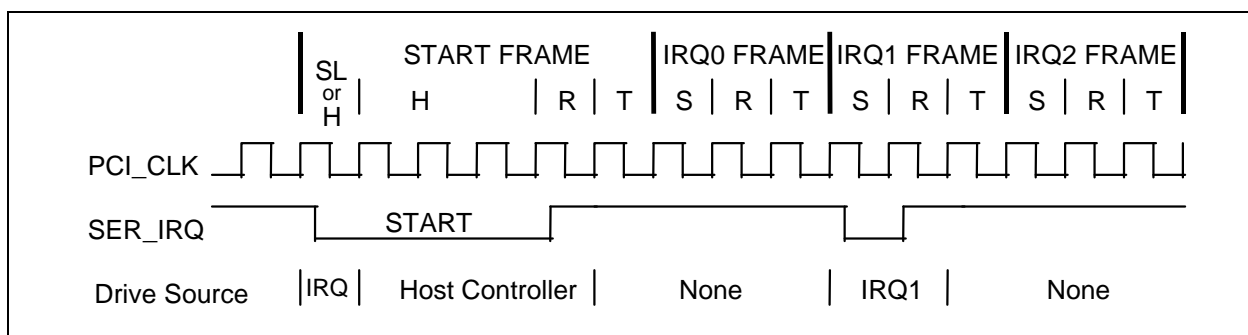 START FRAME IRQ0 FRAME IRQ1 FRAME IRQ2 FRAME
SL
or
H
H R T S R T S R T S R T
PCI_CLK
SER_IRQ START
Drive Source IRQ Host Controller None IRQ1 None